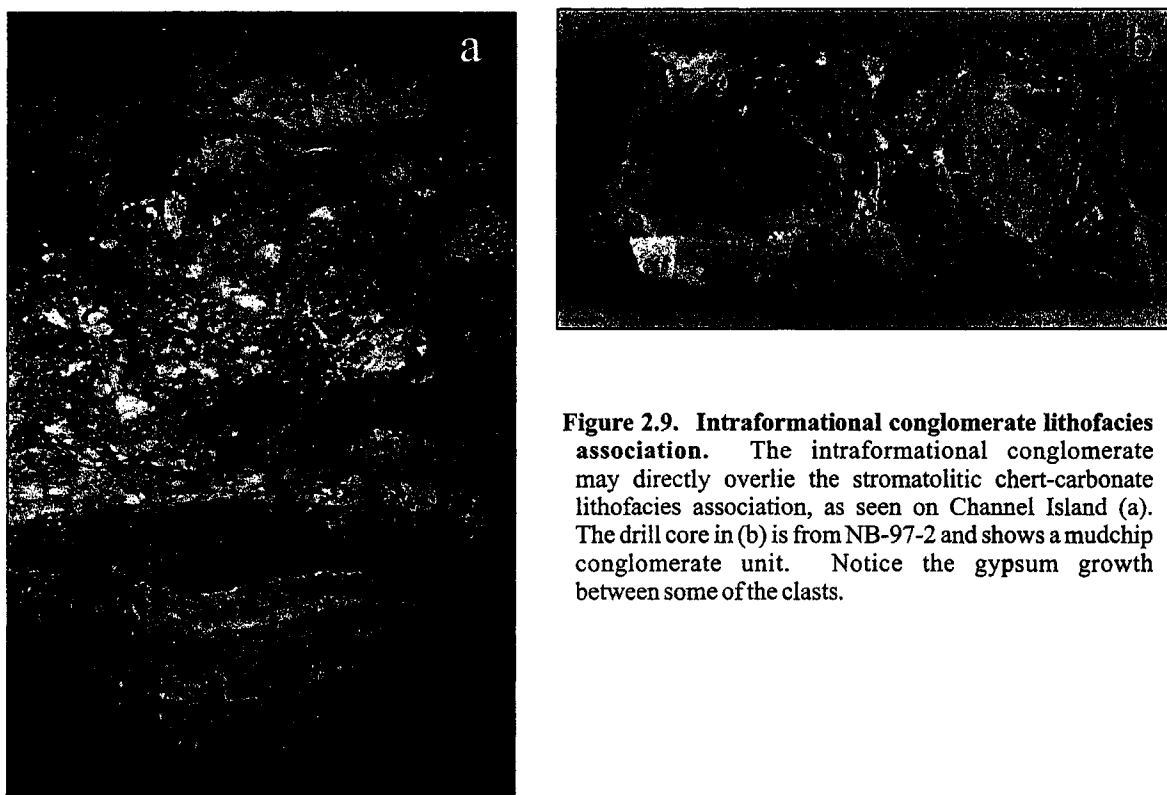 a
b
Figure 2.9. Intraformational conglomerate lithofacies
association. The intraformational conglomerate
may directly overlie the stromatolitic chert-carbonate
lithofacies association, as seen on Channel Island (a).
The drill core in (b) is from NB-97-2 and shows a mudchip
conglomerate unit. Notice the gypsum growth
between some of the clasts.